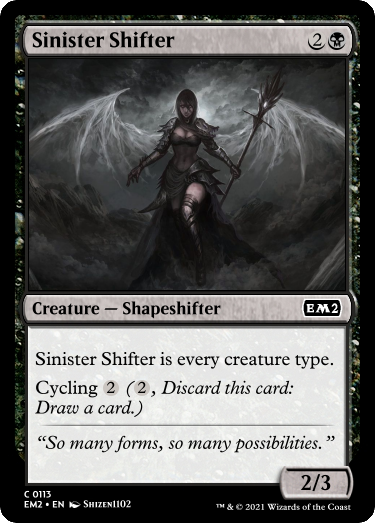 Sinister Shifter 2
Creature — Shapeshifter EM2
Sinister Shifter is every creature type.
Cycling 2 (2, Discard this card:
Draw a card.)
“So many forms, so many possibilities.”
2/3
C 0113
EM2 • EN Shizen1102
™ & © 2021 Wizards of the Coast